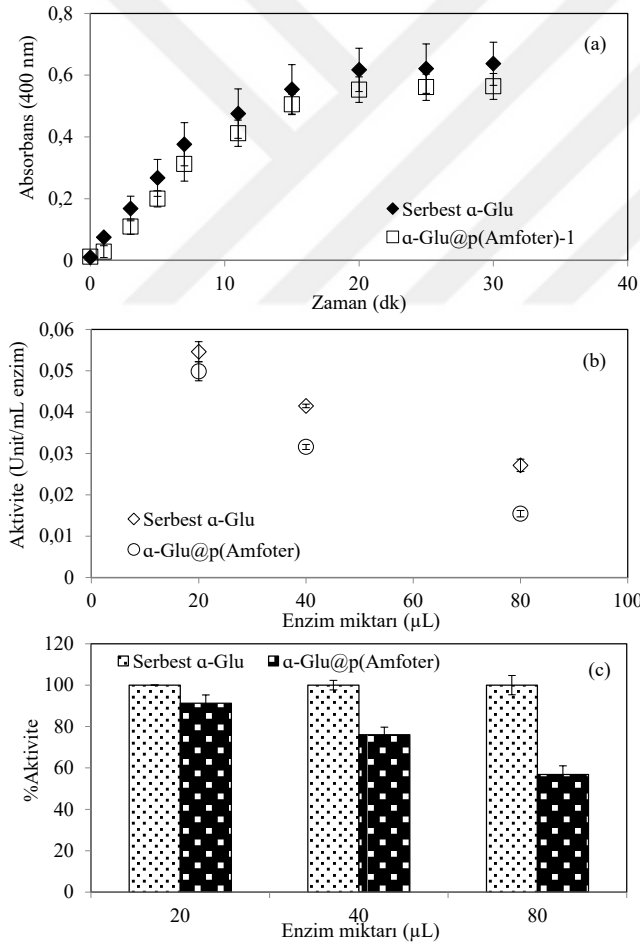 0,8
0,6
0,4
0,2
0
Absorbans (400 nm)
(a)
Serbest α-Glu
α-Glu@p(Amfoter)-1
0 10 20 30 40
Zaman (dk)
0,06
0,05
0,04
0,03
0,02
0,01
0
Aktivite (Unit/mL enzim)
(b)
Serbest α-Glu
α-Glu@p(Amfoter)
0 20 40 60 80 100
Enzim miktarı (µL)
120
100
80
60
40
20
0
%Aktivite
Serbest α-Glu α-Glu@p(Amfoter)
(c)
20 40 80
Enzim miktarı (µL)